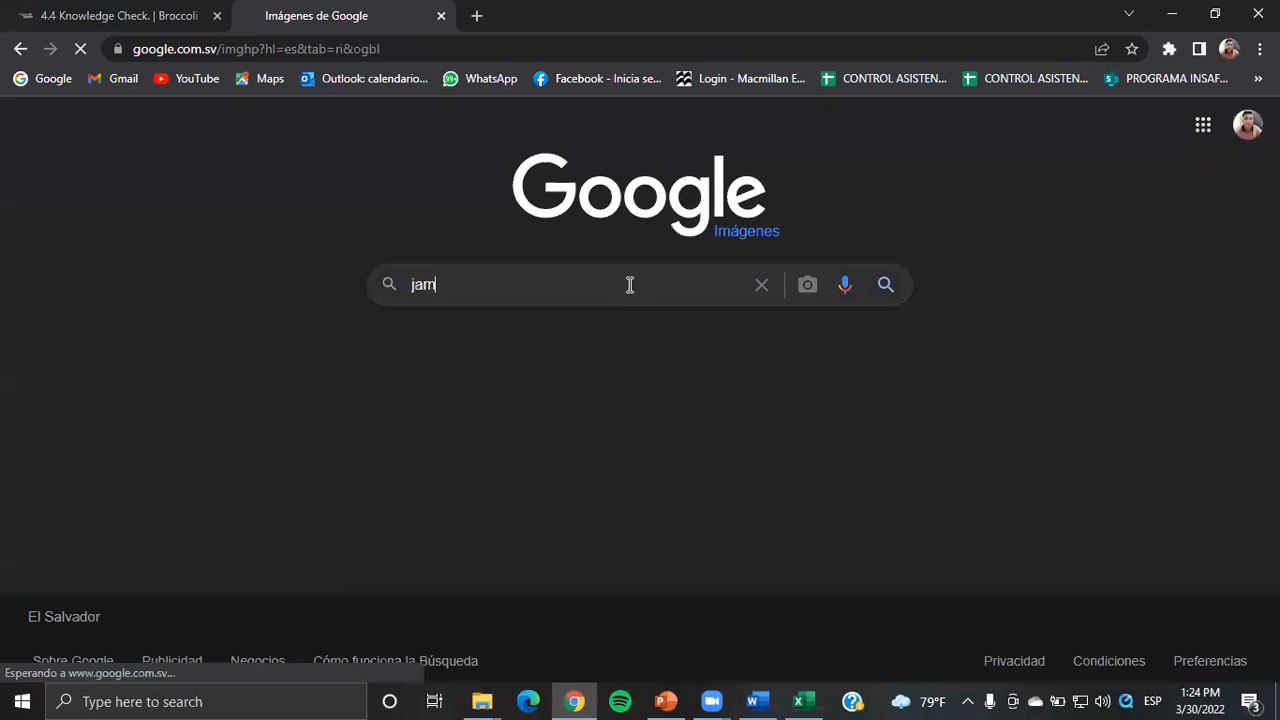 4.4 Knowledge Check. | Broccoli
Imágenes de Google
google.com.sv/imghp?hl=es&tab=ri&ogbl
Google
Gmail
YouTube
Maps
Outlook: calendario...
WhatsApp
Facebook - Inicia se...
Login - Macmillan E...
CONTROL ASISTEN...
CONTROL ASISTEN...
PROGRAMA INSAF...
»
Google
Imágenes
jam
El Salvador
Sobre Google
Publicidad
Negocios
Cómo funciona la Búsqueda
Privacidad
Condiciones
Preferencias
Esperando a www.google.com.sv...
Type here to search
79°F
ESP
1:24 PM
3/30/2022
3